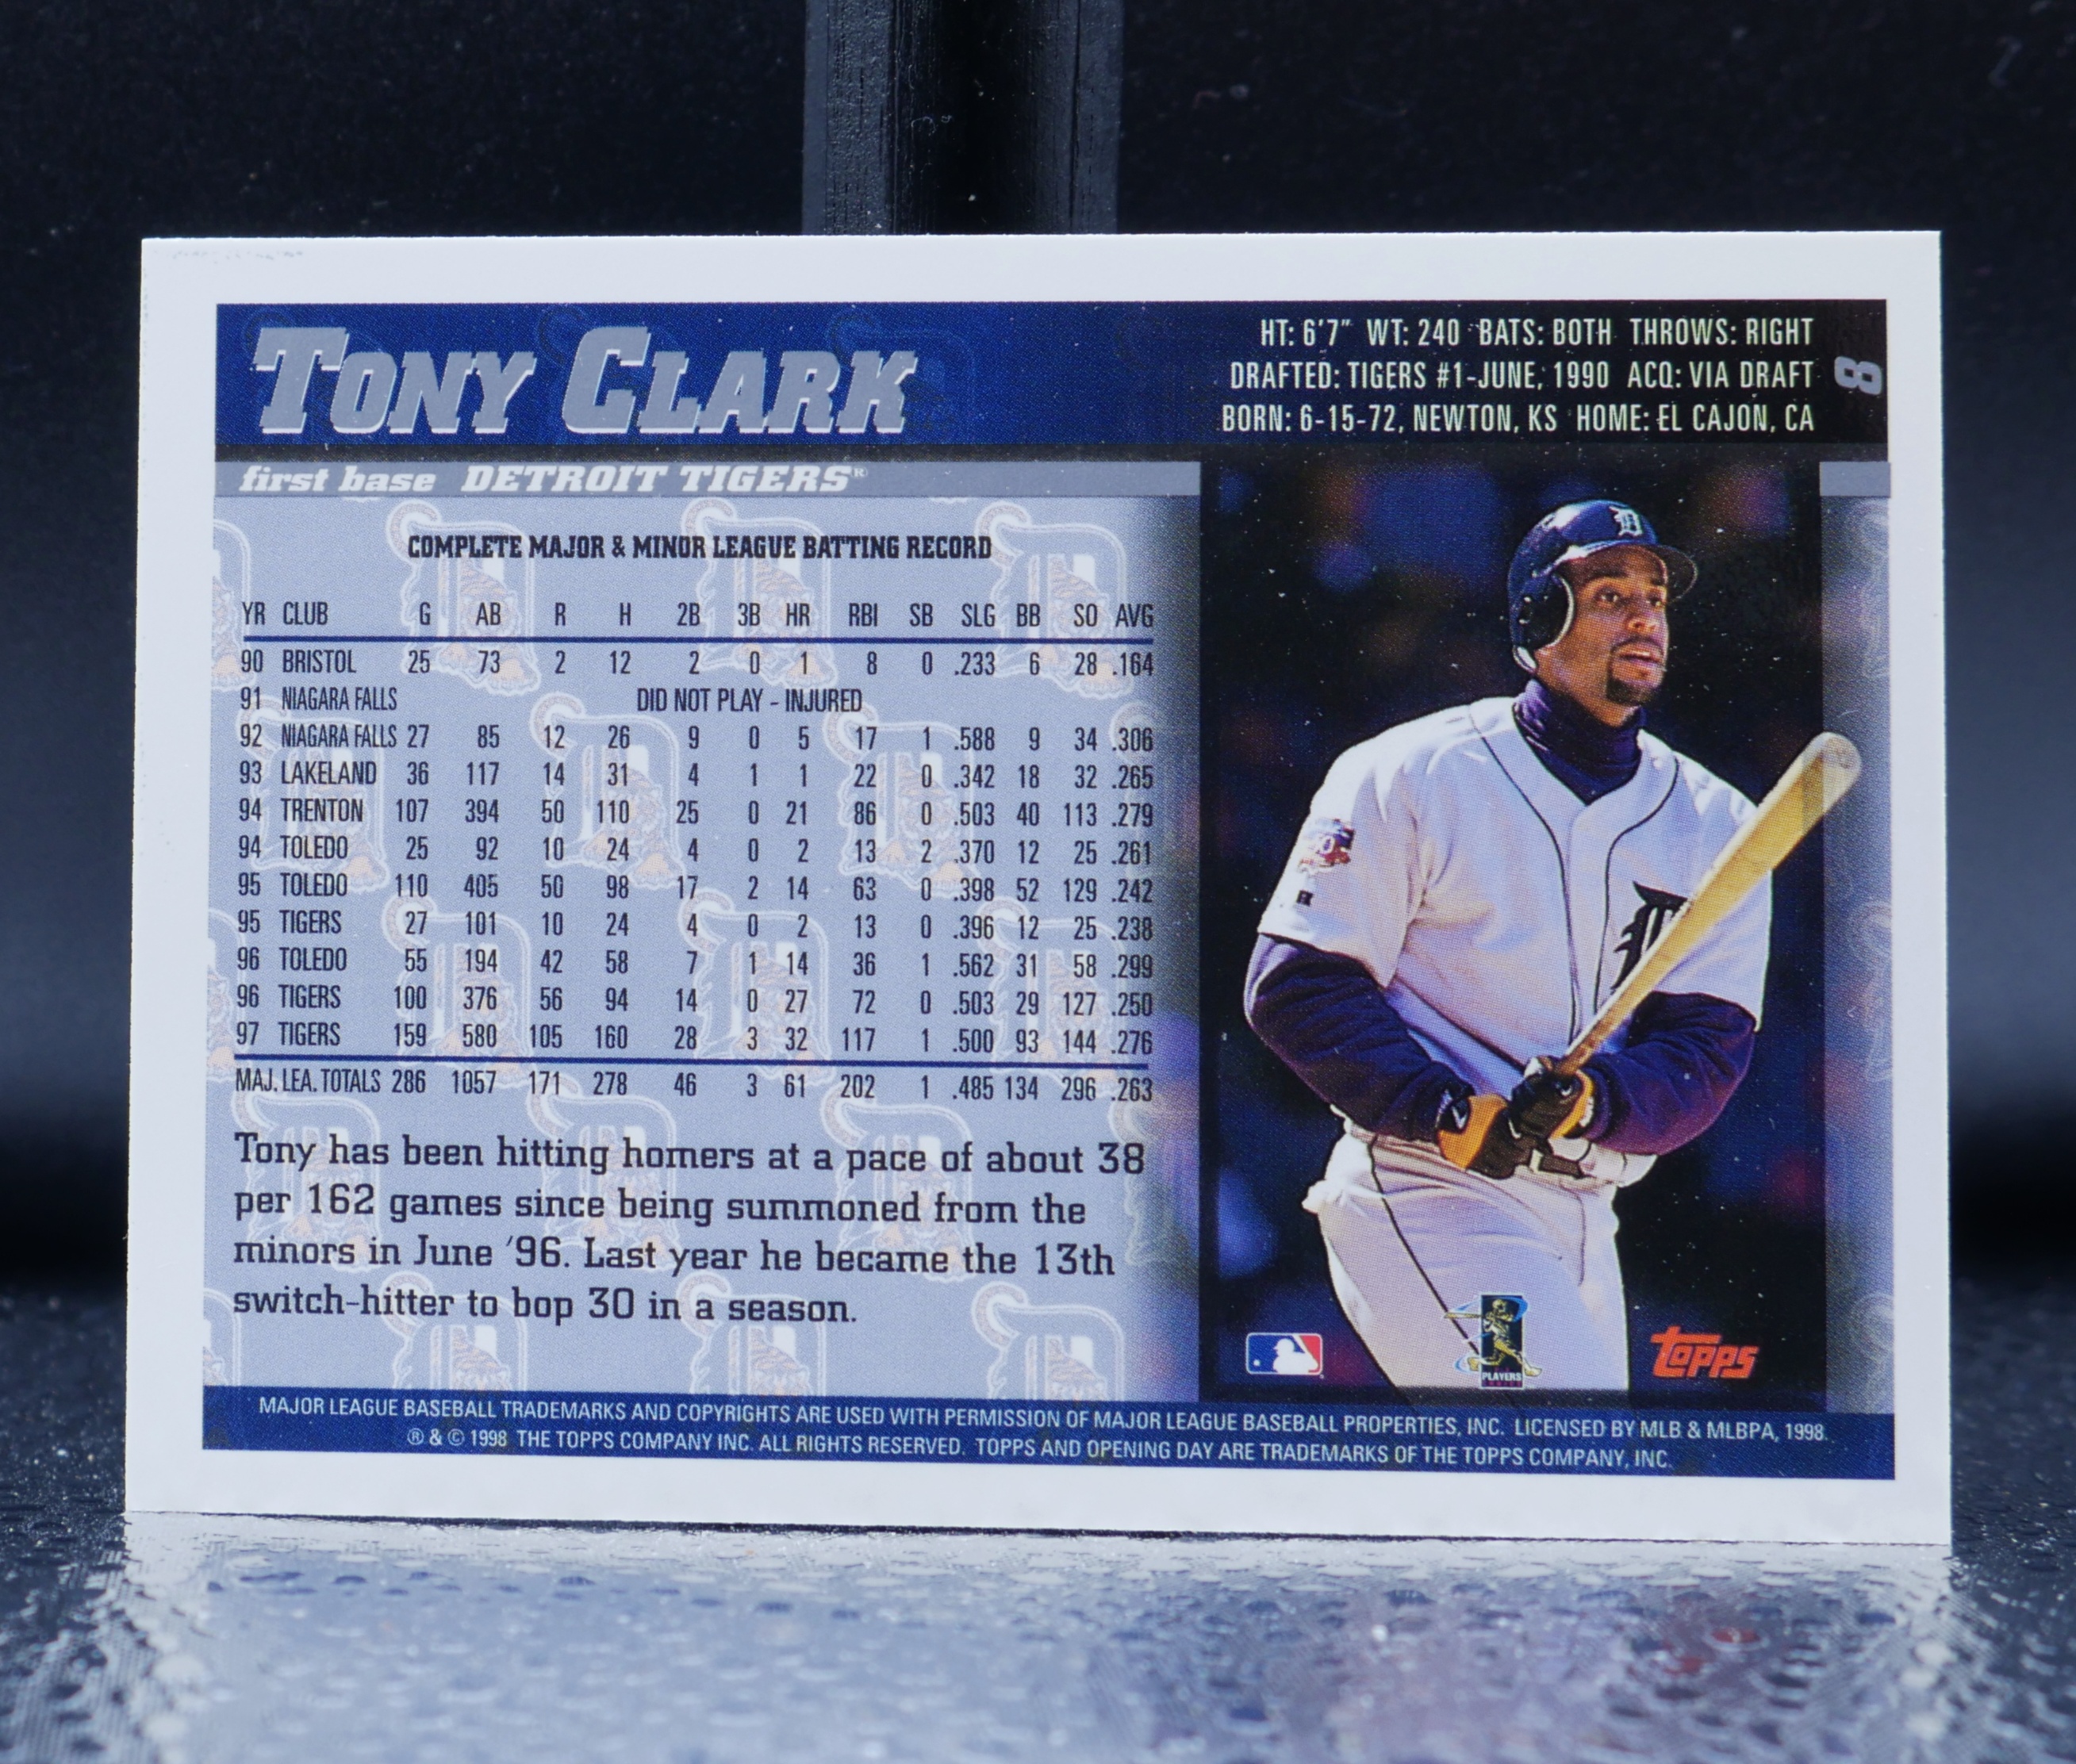 TONY CLARK
HT: 6'7" WT: 240 BATS: BOTH THROWS: RIGHT
DRAFTED: TIGERS #1-JUNE, 1990 ACQ: VIA DRAFT
BORN: 6-15-72, NEWTON, KS HOME: EL CAJON, CA
8
first base DETROIT TIGERS®
COMPLETE MAJOR & MINOR LEAGUE BATTING RECORD
YR CLUB G AB R H 2B 3B HR RBI SB SLG BB SO AVG
90 BRISTOL 25 73 2 12 2 0 1 8 0 .233 6 28 .164
91 NIAGARA FALLS DID NOT PLAY - INJURED
92 NIAGARA FALLS 27 85 12 26 9 0 5 17 1 .588 9 34 .306
93 LAKELAND 36 117 14 31 4 1 1 22 0 .342 18 32 .265
94 TRENTON 107 394 50 110 25 0 21 86 0 .503 40 113 .279
94 TOLEDO 25 92 10 24 4 0 2 13 2 .370 12 25 .261
95 TOLEDO 110 405 50 98 17 2 14 63 0 .398 52 129 .242
95 TIGERS 27 101 10 24 4 0 2 13 0 .396 12 25 .238
96 TOLEDO 55 194 42 58 7 1 14 36 1 .562 31 58 .299
96 TIGERS 100 376 56 94 14 0 27 72 0 .503 29 127 .250
97 TIGERS 159 580 105 160 28 3 32 117 1 .500 93 144 .276
MAJ. LEA. TOTALS 286 1057 171 278 46 3 61 202 1 .485 134 296 .263
Tony has been hitting homers at a pace of about 38
per 162 games since being summoned from the
minors in June '96. Last year he became the 13th
switch-hitter to bop 30 in a season.
D
D
PLAYERS
topps
MAJOR LEAGUE BASEBALL TRADEMARKS AND COPYRIGHTS ARE USED WITH PERMISSION OF MAJOR LEAGUE BASEBALL PROPERTIES, INC. LICENSED BY MLB & MLBPA, 1998.
® & © 1998 THE TOPPS COMPANY INC. ALL RIGHTS RESERVED. TOPPS AND OPENING DAY ARE TRADEMARKS OF THE TOPPS COMPANY, INC.